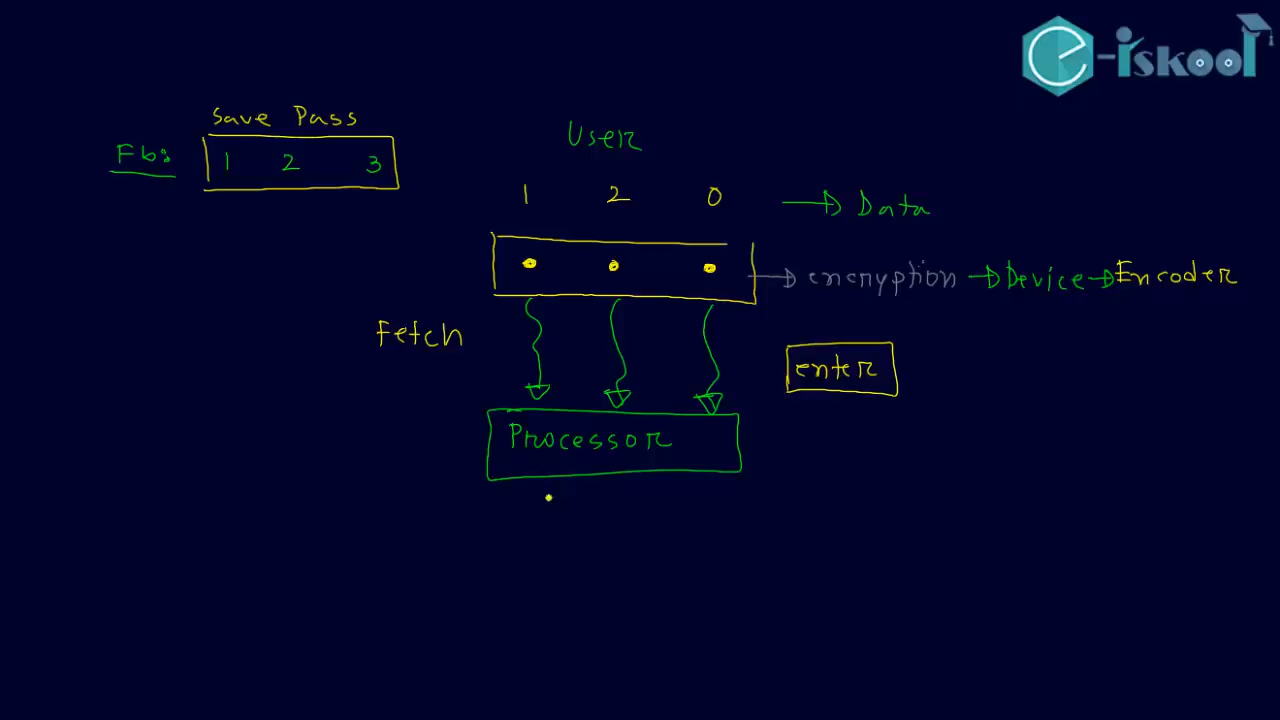 e-iskool
Save Pass
Fb: 1 2 3
User
1 2 0 → Data
encryption → Device → Encoder
Fetch
enter
Processor